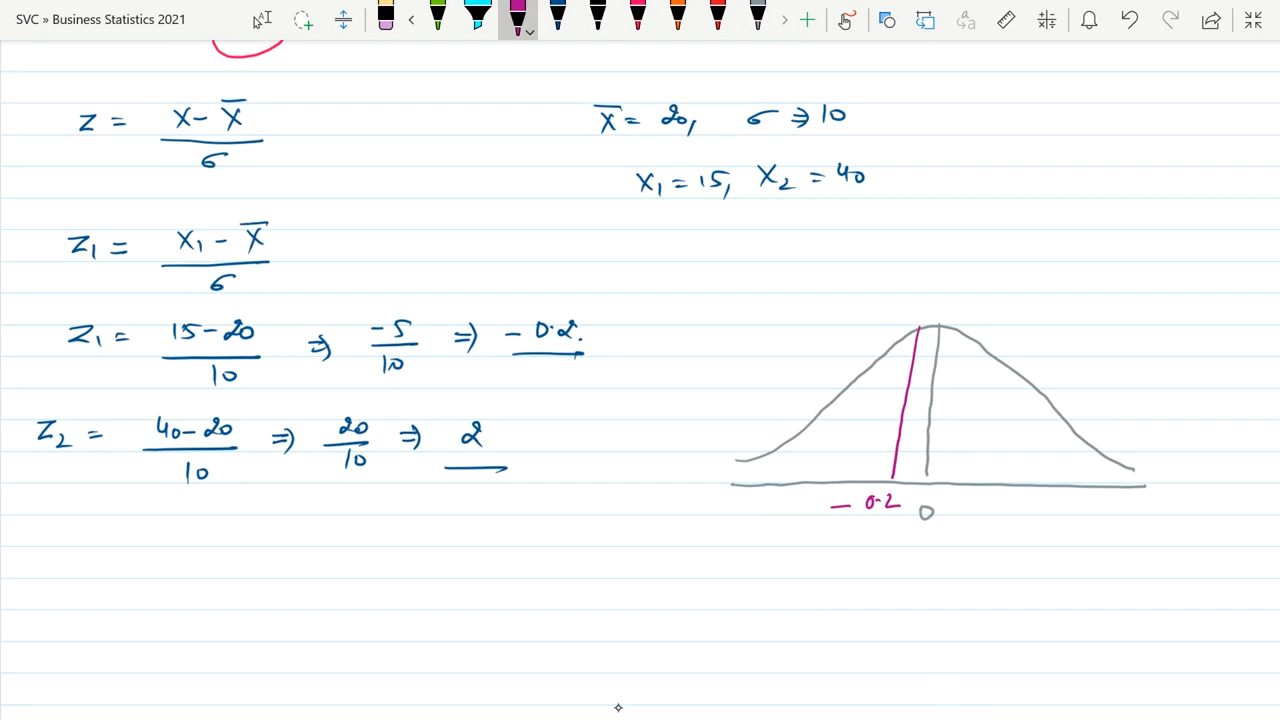 SVC » Business Statistics 2021
Z = (X - X̅) / σ
X̅ = 20, σ ⇒ 10
X₁ = 15, X₂ = 40
Z₁ = (X₁ - X̅) / σ
Z₁ = (15 - 20) / 10 ⇒ -5 / 10 ⇒ - 0.2.
Z₂ = (40 - 20) / 10 ⇒ 20 / 10 ⇒ 2
- 0.2 0